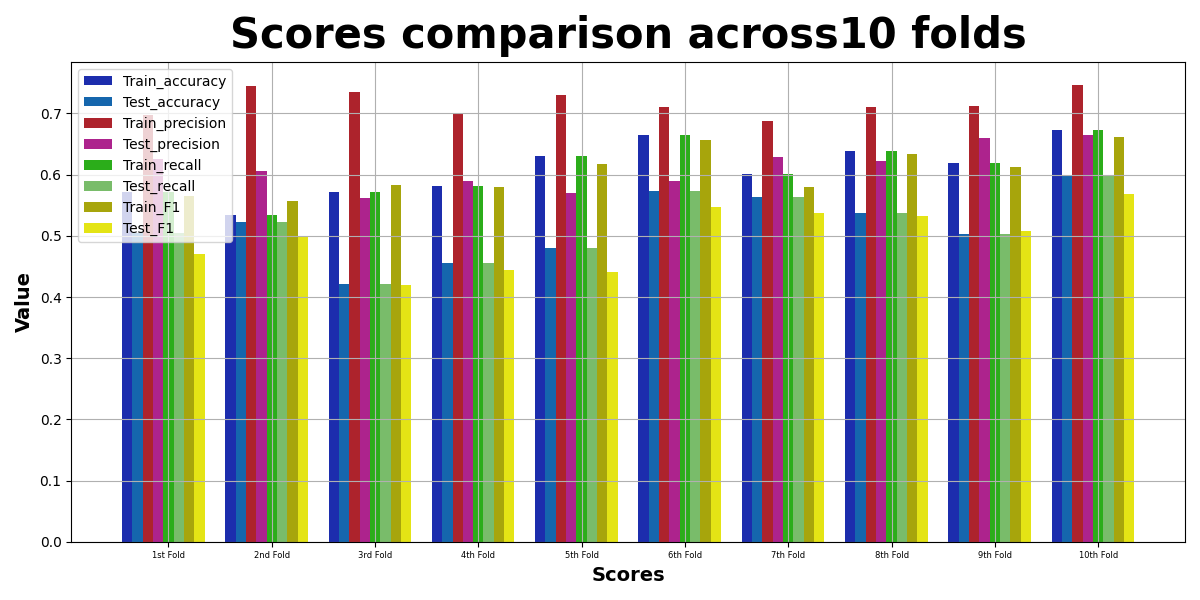 Scores comparison across10 folds
Train_accuracy
Test_accuracy
Train_precision
Test_precision
Train_recall
Test_recall
Train_F1
Test_F1
Value
0.7
0.6
0.5
0.4
0.3
0.2
0.1
0.0
1st Fold 2nd Fold 3rd Fold 4th Fold 5th Fold 6th Fold 7th Fold 8th Fold 9th Fold 10th Fold
Scores